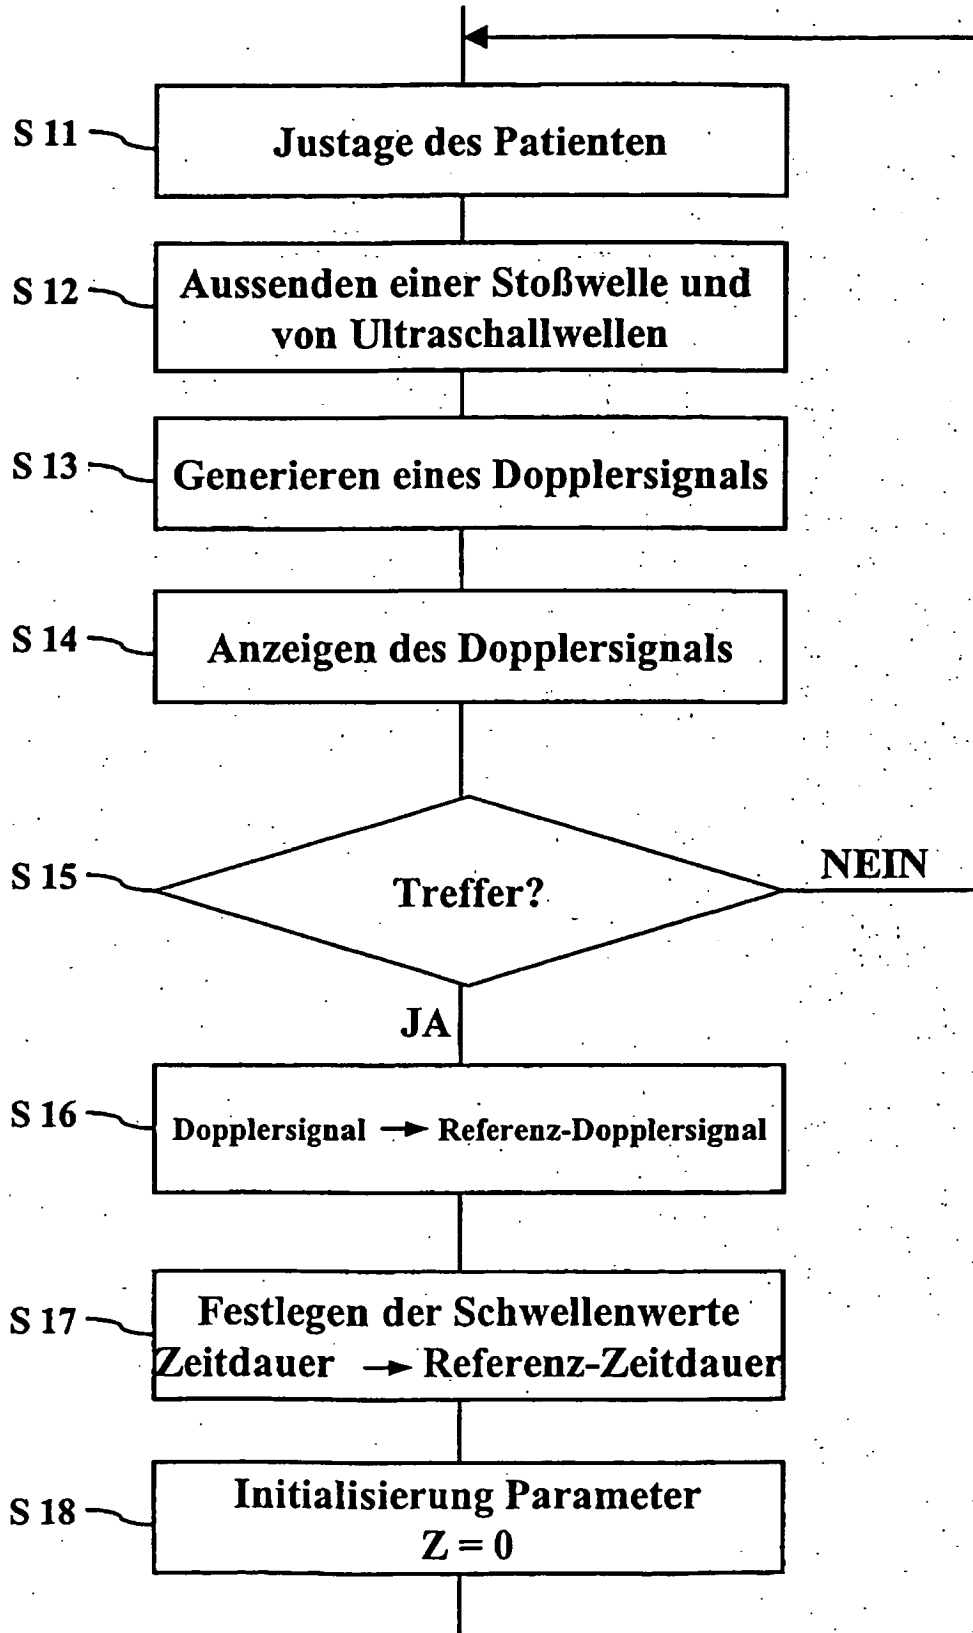 S 11
Justage des Patienten
S 12
Aussenden einer Stoßwelle und
von Ultraschallwellen
S 13
Generieren eines Dopplersignals
S 14
Anzeigen des Dopplersignals
S 15
Treffer?
NEIN
JA
S 16
Dopplersignal → Referenz-Dopplersignal
S 17
Festlegen der Schwellenwerte
Zeitdauer → Referenz-Zeitdauer
S 18
Initialisierung Parameter
Z = 0